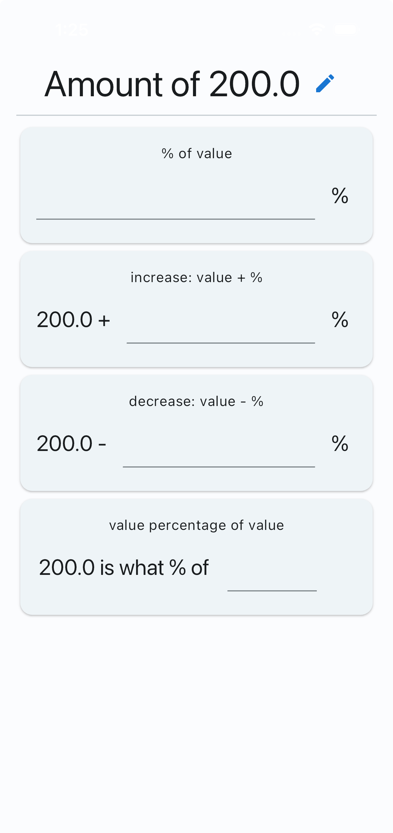 Amount of 200.0
% of value
%
increase: value + %
200.0 + %
decrease: value - %
200.0 - %
value percentage of value
200.0 is what % of